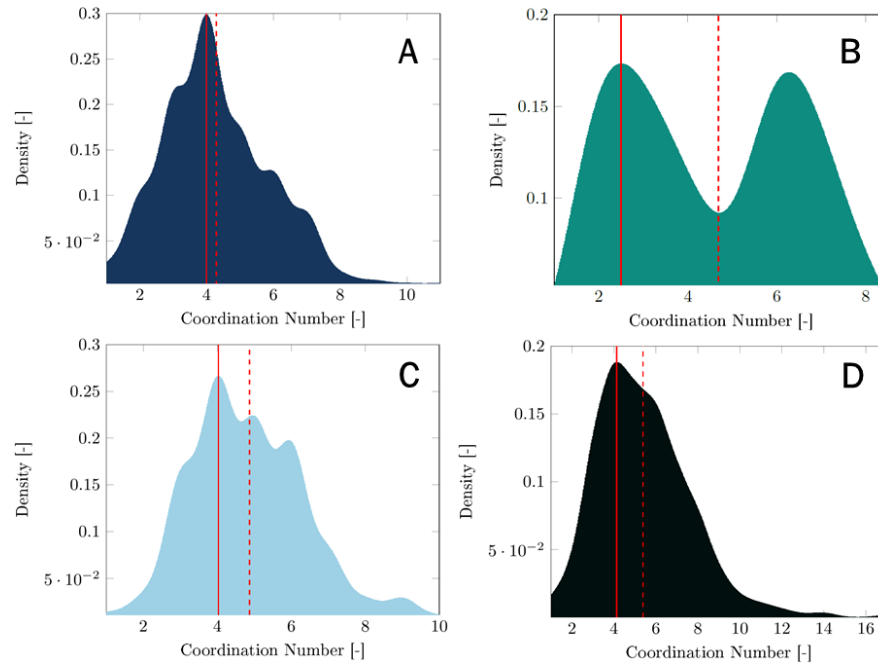 A
0.3
0.25
0.2
0.15
0.1
5 · 10⁻²
Density [-]
2 4 6 8 10
Coordination Number [-]
B
0.2
0.15
0.1
Density [-]
2 4 6 8
Coordination Number [-]
C
0.3
0.25
0.2
0.15
0.1
5 · 10⁻²
Density [-]
2 4 6 8 10
Coordination Number [-]
D
0.2
0.15
0.1
5 · 10⁻²
Density [-]
2 4 6 8 10 12 14 16
Coordination Number [-]